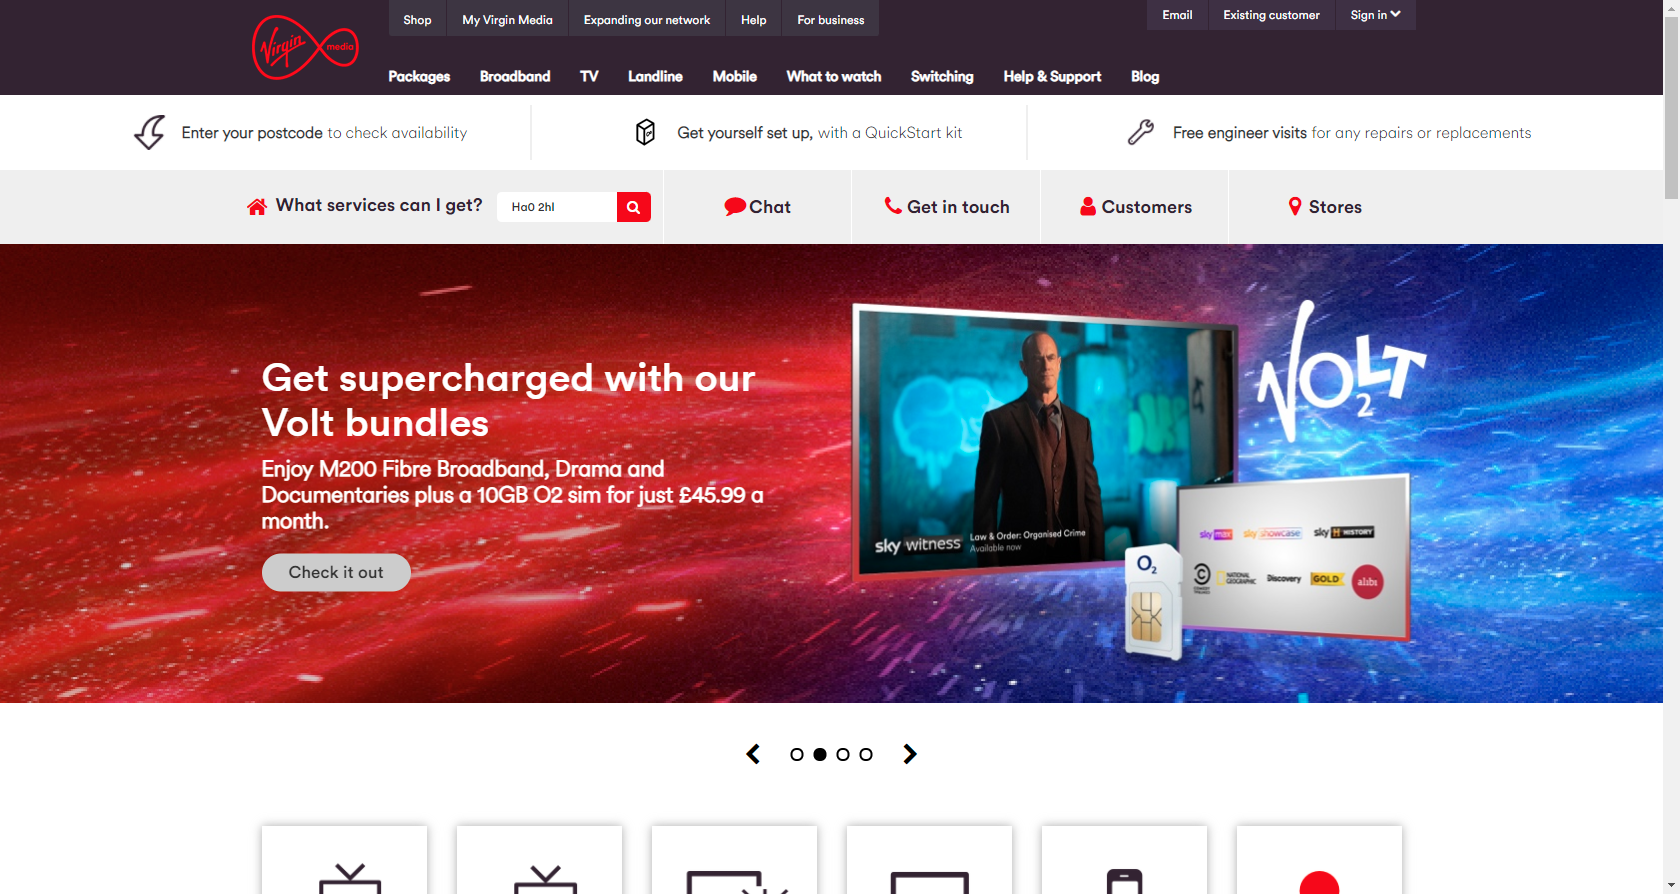 Shop
My Virgin Media
Expanding our network
Help
For business
Email
Existing customer
Sign in
Virgin media
Packages
Broadband
TV
Landline
Mobile
What to watch
Switching
Help & Support
Blog
Enter your postcode to check availability
Get yourself set up, with a QuickStart kit
Free engineer visits for any repairs or replacements
What services can I get?
Ha0 2hl
Chat
Get in touch
Customers
Stores
Get supercharged with our
Volt bundles
Enjoy M200 Fibre Broadband, Drama and
Documentaries plus a 10GB O2 sim for just £45.99 a
month.
Check it out
VOLT
2
sky witness
Law & Order: Organised Crime
Available now
O2
sky max
sky showcase
sky HISTORY
NATIONAL
GEOGRAPHIC
Discovery
GOLD
alibi